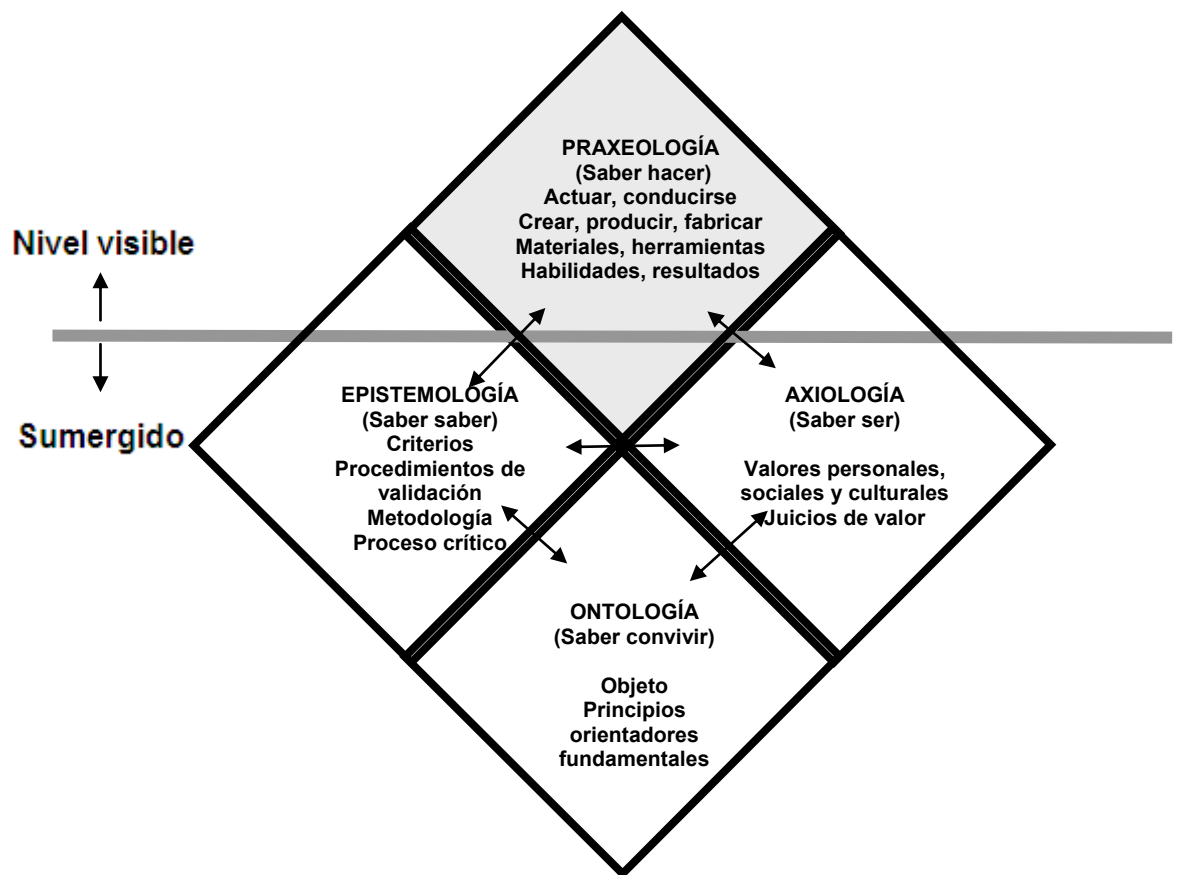 PRAXEOLOGÍA
(Saber hacer)
Actuar, conducirse
Crear, producir, fabricar
Materiales, herramientas
Habilidades, resultados
Nivel visible
Sumergido
EPISTEMOLOGÍA
(Saber saber)
Criterios
Procedimientos de
validación
Metodología
Proceso crítico
AXIOLOGÍA
(Saber ser)
Valores personales,
sociales y culturales
Juicios de valor
ONTOLOGÍA
(Saber convivir)
Objeto
Principios
orientadores
fundamentales